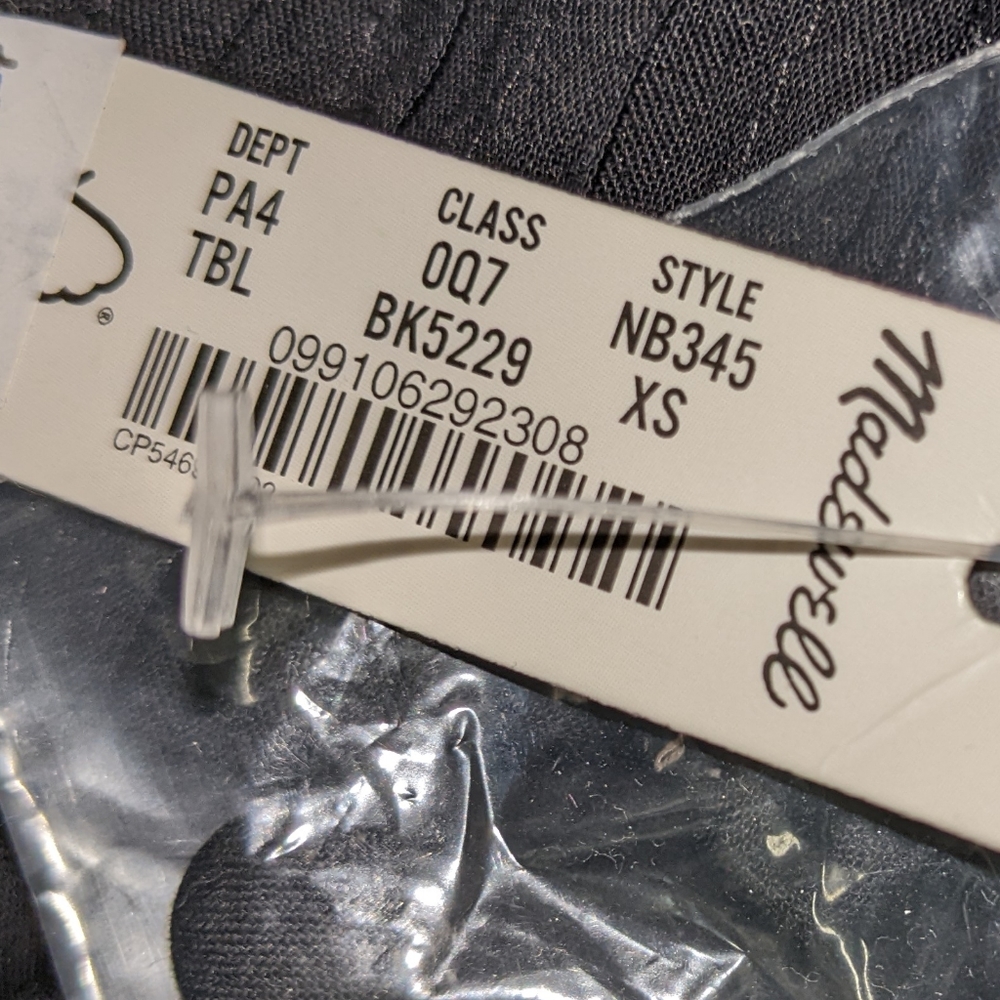 DEPT
PA4
TBL
CLASS
0Q7
BK5229
STYLE
NB345
XS
099106292308
Madewell
®